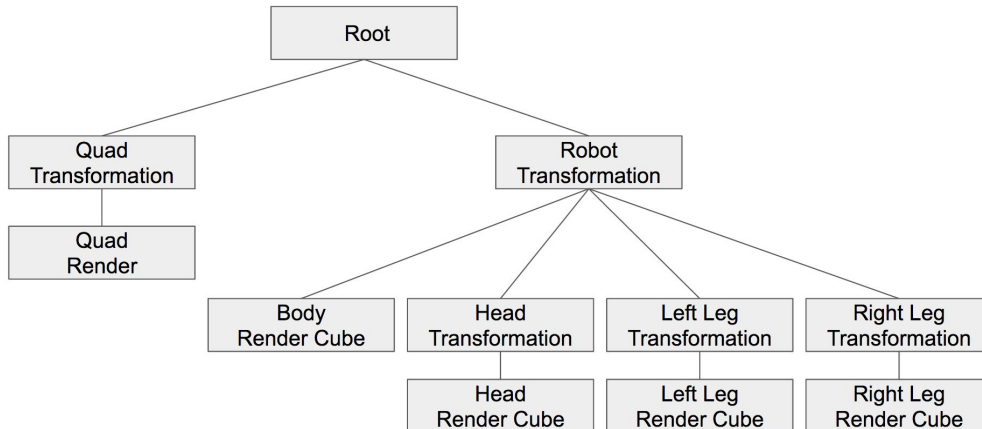 Root
Quad
Transformation
Robot
Transformation
Quad
Render
Body
Render Cube
Head
Transformation
Left Leg
Transformation
Right Leg
Transformation
Head
Render Cube
Left Leg
Render Cube
Right Leg
Render Cube